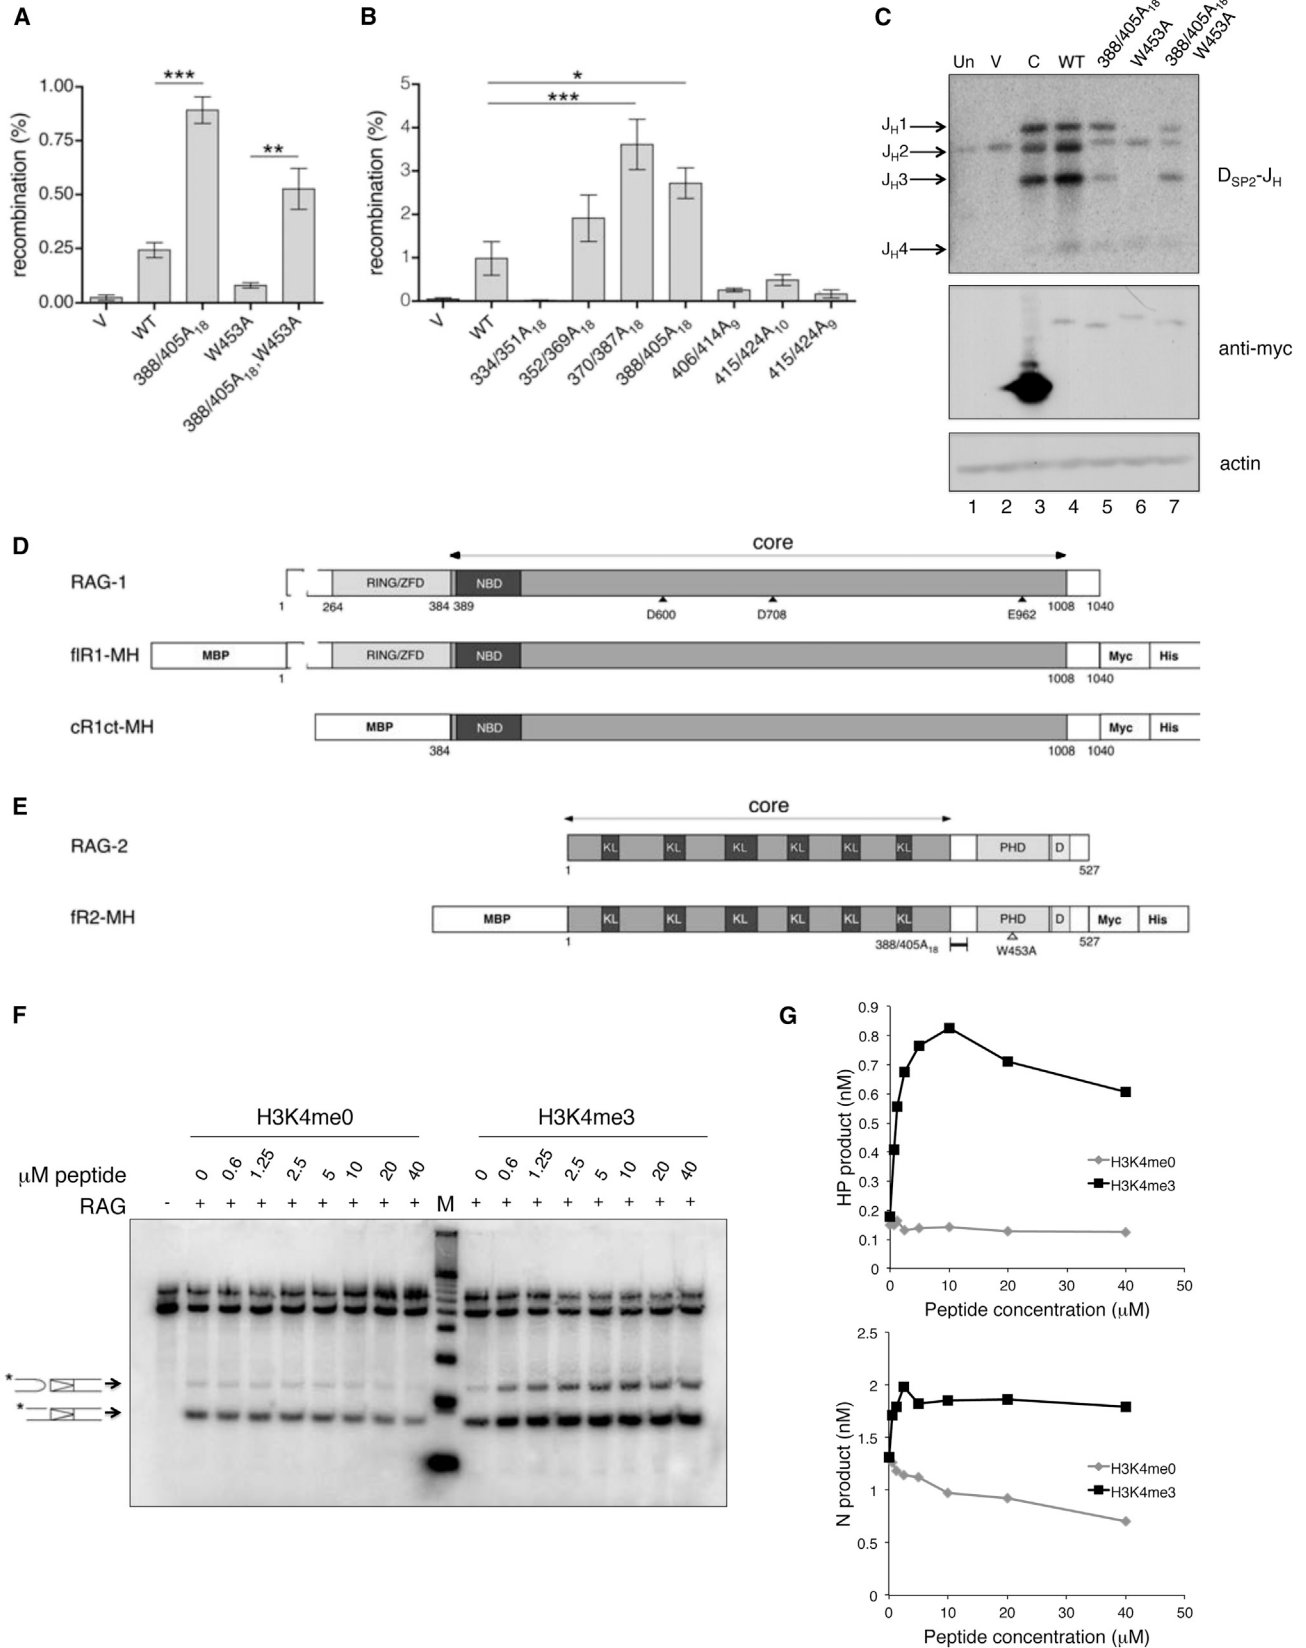 A
recombination (%)
1.00
0.75
0.50
0.25
0.00
***
**
V
WT
388/405A18
W453A
388/405A18,W453A
B
recombination (%)
5
4
3
2
1
0
*
***
V
WT
334/351A18
352/369A18
370/387A18
388/405A18
406/414A9
415/424A10
415/424A9
C
Un V C WT 388/405A18 W453A 388/405A18 W453A
JH1
JH2
JH3
JH4
DSP2-JH
anti-myc
actin
1 2 3 4 5 6 7
D
core
RAG-1
RING/ZFD NBD
1 264 384 389 D600 D708 E962 1008 1040
flR1-MH
MBP RING/ZFD NBD Myc His
1 1008 1040
cR1ct-MH
MBP NBD Myc His
384 1008 1040
E
core
RAG-2
KL KL KL KL KL KL PHD D
1 527
fR2-MH
MBP KL KL KL KL KL KL PHD D Myc His
1 388/405A18 W453A 527
F
H3K4me0 H3K4me3
μM peptide 0 0.6 1.25 2.5 5 10 20 40 0 0.6 1.25 2.5 5 10 20 40
RAG - + + + + + + + + M + + + + + + + +
*
*
G
HP product (nM)
0.9
0.8
0.7
0.6
0.5
0.4
0.3
0.2
0.1
0
H3K4me0
H3K4me3
0 10 20 30 40 50
Peptide concentration (μM)
N product (nM)
2.5
2
1.5
1
0.5
0
H3K4me0
H3K4me3
0 10 20 30 40 50
Peptide concentration (μM)